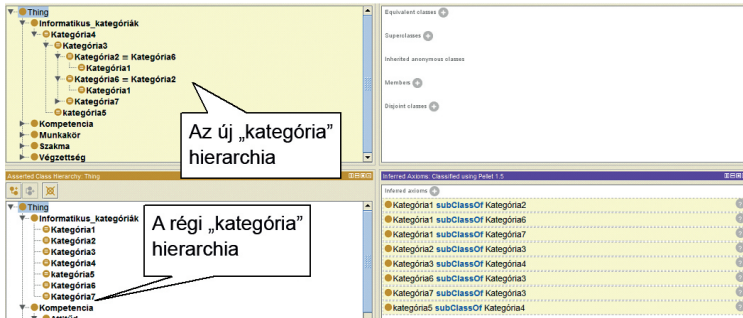 Thing
Informatikus_kategóriák
Kategória4
Kategória3
Kategória2 ≡ Kategória6
Kategória1
Kategória6 ≡ Kategória2
Kategória1
Kategória7
kategória5
Kompetencia
Munkakör
Szakma
Végzettség
Az új „kategória”
hierarchia
Equivalent classes
Superclasses
Inherited anonymous classes
Members
Disjoint classes
Asserted Class Hierarchy: Thing
Thing
Informatikus_kategóriák
Kategória1
Kategória2
Kategória3
Kategória4
kategória5
Kategória6
Kategória7
Kompetencia
A régi „kategória”
hierarchia
Inferred Axioms: Classified using Pellet 1.5
Inferred axioms
Kategória1 subClassOf Kategória2
Kategória1 subClassOf Kategória6
Kategória1 subClassOf Kategória7
Kategória2 subClassOf Kategória3
Kategória3 subClassOf Kategória4
Kategória6 subClassOf Kategória3
Kategória7 subClassOf Kategória3
kategória5 subClassOf Kategória4